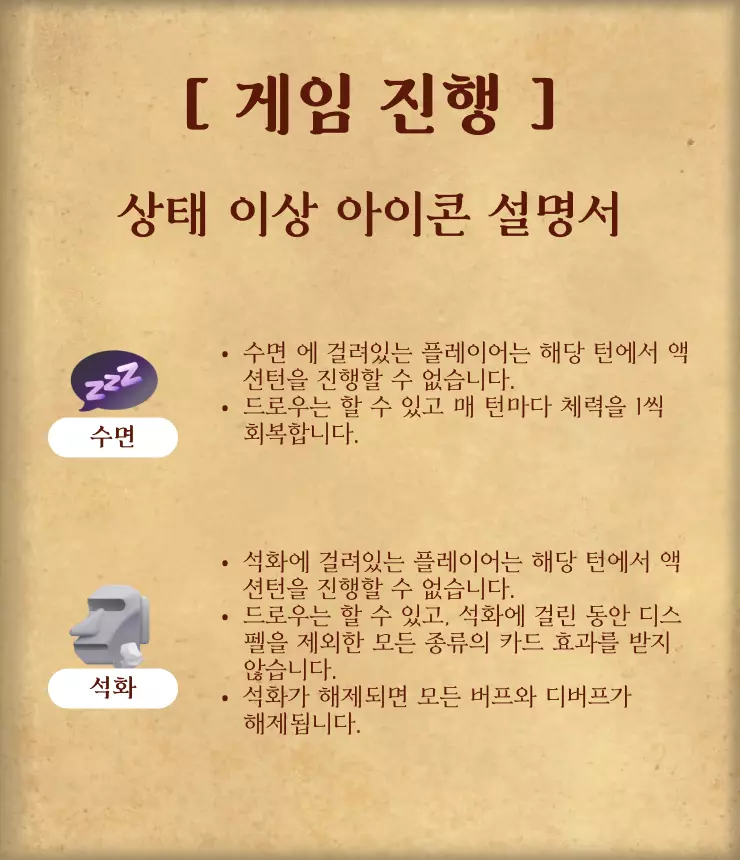 [ 게임 진행 ]
상태 이상 아이콘 설명서
zzz
수면
• 수면 에 걸려있는 플레이어는 해당 턴에서 액
션턴을 진행할 수 없습니다.
• 드로우는 할 수 있고 매 턴마다 체력을 1씩
회복합니다.
석화
• 석화에 걸려있는 플레이어는 해당 턴에서 액
션턴을 진행할 수 없습니다.
• 드로우는 할 수 있고, 석화에 걸린 동안 디스
펠을 제외한 모든 종류의 카드 효과를 받지
않습니다.
• 석화가 해제되면 모든 버프와 디버프가
해제됩니다.